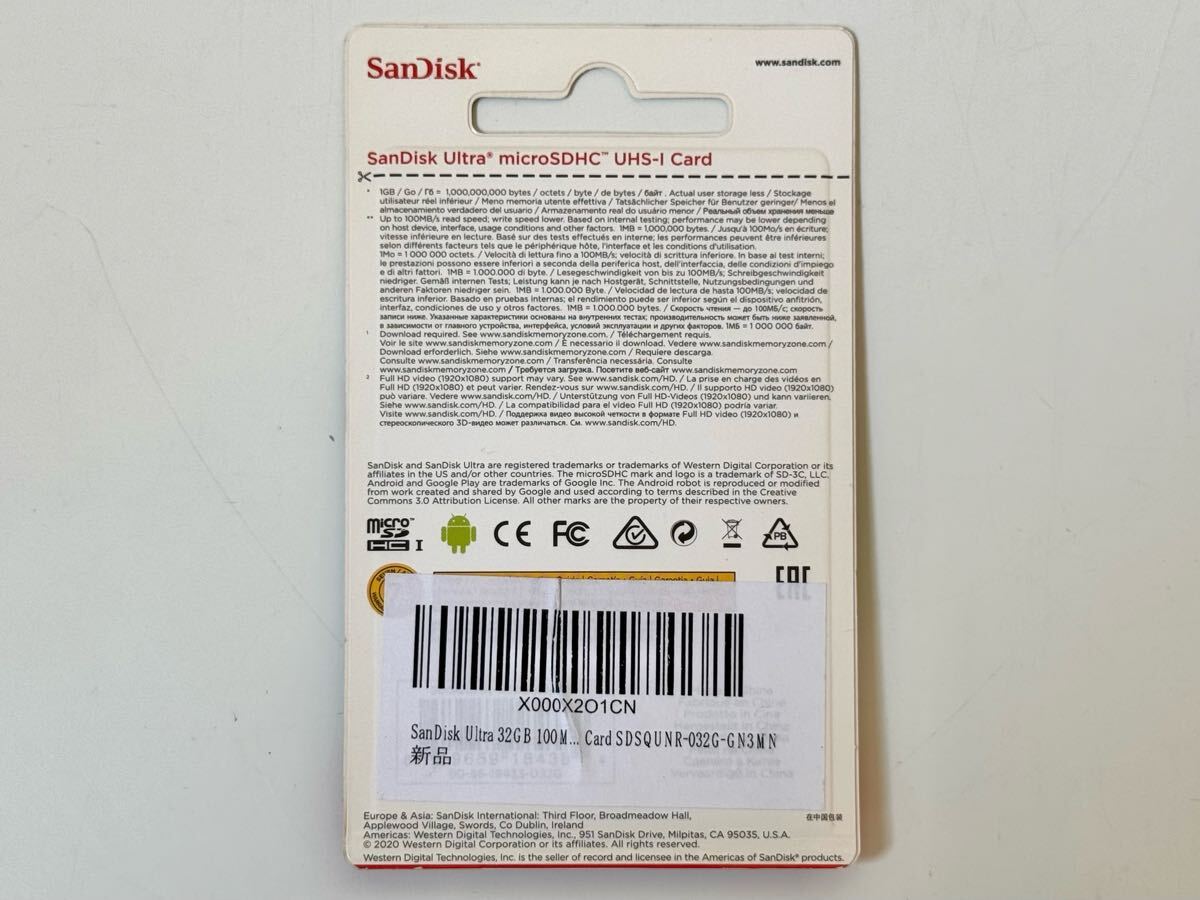 SanDisk®
www.sandisk.com
SanDisk Ultra® microSDHC™ UHS-I Card
* 1GB / Go / Гб = 1,000,000,000 bytes / octets / byte / de bytes / байт . Actual user storage less / Stockage
utilisateur réel inférieur / Meno memoria utente effettiva / Tatsächlicher Speicher für Benutzer geringer/ Menos el
almacenamiento verdadero del usuario / Armazenamento real do usuário menor / Реальный объем хранения меньше
** Up to 100MB/s read speed; write speed lower. Based on internal testing; performance may be lower depending
on host device, interface, usage conditions and other factors. 1MB = 1,000,000 bytes. / Jusqu'à 100Mo/s en écriture;
vitesse inférieure en lecture. Basé sur des tests effectués en interne; les performances peuvent être inférieures
selon différents facteurs tels que le périphérique hôte, l'interface et les conditions d'utilisation.
1Mo = 1 000 000 octets. / Velocità di lettura fino a 100MB/s; velocità di scrittura inferiore. In base ai test interni;
le prestazioni possono essere inferiori a seconda della periferica host, dell'interfaccia, delle condizioni d'impiego
e di altri fattori. 1MB = 1.000.000 di byte. / Lesegeschwindigkeit von bis zu 100MB/s; Schreibgeschwindigkeit
niedriger. Gemäß internen Tests; Leistung kann je nach Hostgerät, Schnittstelle, Nutzungsbedingungen und
anderen Faktoren niedriger sein. 1MB = 1.000.000 Byte. / Velocidad de lectura de hasta 100MB/s; velocidad de
escritura inferior. Basado en pruebas internas; el rendimiento puede ser inferior según el dispositivo anfitrión,
interfaz, condiciones de uso y otros factores. 1MB = 1.000.000 bytes. / Скорость чтения — до 100МБ/с; скорость
записи ниже. Указанные характеристики основаны на внутренних тестах; производительность может быть ниже заявленной,
в зависимости от главного устройства, интерфейса, условий эксплуатации и других факторов. 1МБ = 1 000 000 байт.
1 Download required. See www.sandiskmemoryzone.com / Téléchargement requis.
Voir le site www.sandiskmemoryzone.com / È necessario il download. Vedere www.sandiskmemoryzone.com /
Download erforderlich. Siehe www.sandiskmemoryzone.com / Requiere descarga.
Consulte www.sandiskmemoryzone.com / Transferência necessária. Consulte
www.sandiskmemoryzone.com / Требуется загрузка. Посетите веб-сайт www.sandiskmemoryzone.com
2 Full HD video (1920x1080) support may vary. See www.sandisk.com/HD. / La prise en charge des vidéos en
Full HD (1920x1080) et peut varier. Rendez-vous sur www.sandisk.com/HD. / Il supporto HD video (1920x1080)
può variare. Vedere www.sandisk.com/HD. / Unterstützung von Full HD-Videos (1920x1080) und kann variieren.
Siehe www.sandisk.com/HD. / La compatibilidad para el video Full HD (1920x1080) podría variar.
Visite www.sandisk.com/HD. / Поддержка видео высокой четкости в формате Full HD video (1920x1080) и
стереоскопического 3D-видео может различаться. См. www.sandisk.com/HD.
SanDisk and SanDisk Ultra are registered trademarks or trademarks of Western Digital Corporation or its
affiliates in the US and/or other countries. The microSDHC mark and logo is a trademark of SD-3C, LLC.
Android and Google Play are trademarks of Google Inc. The Android robot is reproduced or modified
from work created and shared by Google and used according to terms described in the Creative
Commons 3.0 Attribution License. All other marks are the property of their respective owners.
micro SD HC I CE FC PB
EAC
X000X2O1CN
SanDisk Ultra 32GB 100M... Card SDSQUNR-032G-GN3MN
新品
Europe & Asia: SanDisk International: Third Floor, Broadmeadow Hall,
Applewood Village, Swords, Co Dublin, Ireland
在中国包装
Americas: Western Digital Technologies, Inc., 951 SanDisk Drive, Milpitas, CA 95035, U.S.A.
© 2020 Western Digital Corporation or its affiliates. All rights reserved.
Western Digital Technologies, Inc. is the seller of record and licensee in the Americas of SanDisk® products.